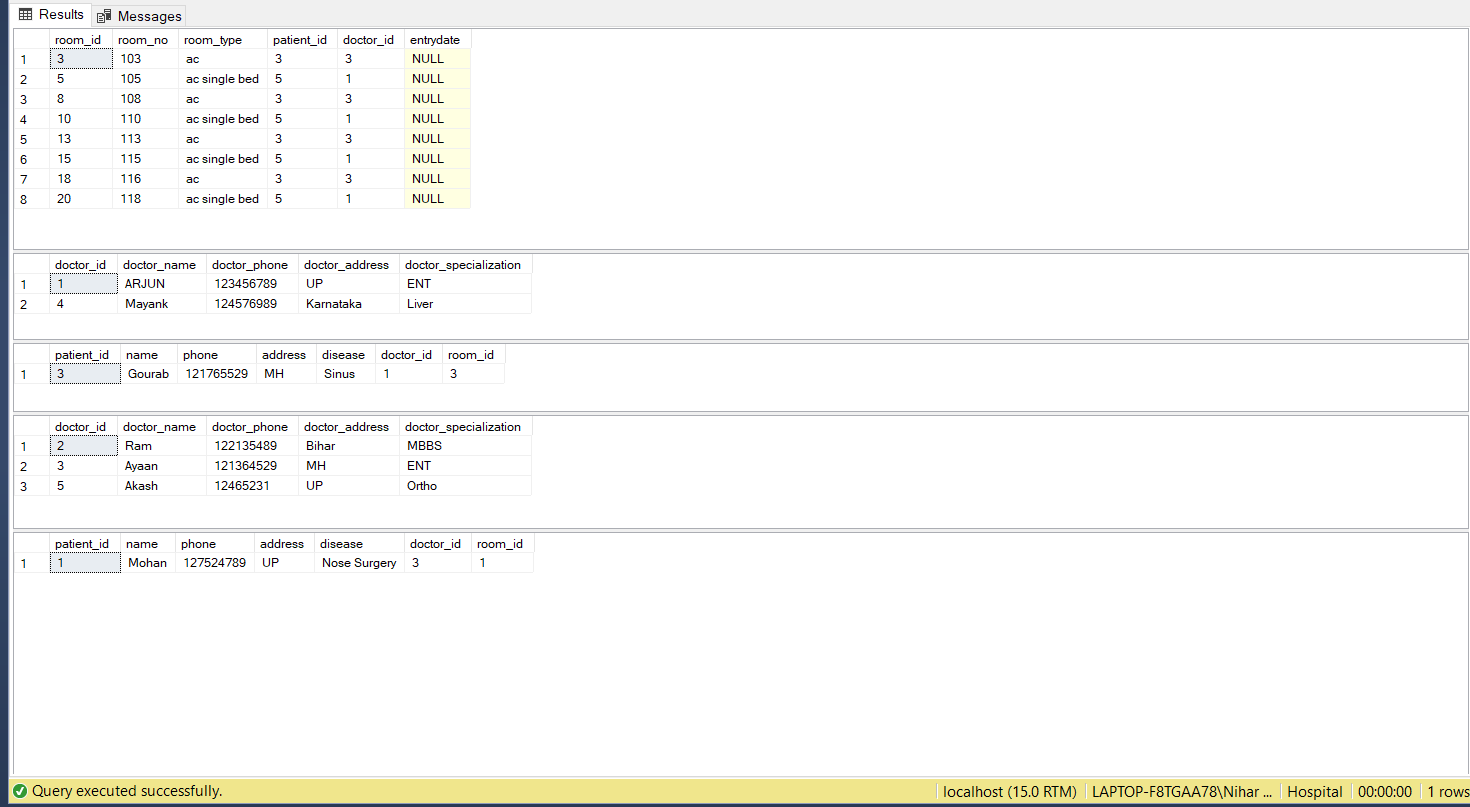 Results Messages
room_id room_no room_type patient_id doctor_id entrydate
1 3 103 ac 3 3 NULL
2 5 105 ac single bed 5 1 NULL
3 8 108 ac 3 3 NULL
4 10 110 ac single bed 5 1 NULL
5 13 113 ac 3 3 NULL
6 15 115 ac single bed 5 1 NULL
7 18 116 ac 3 3 NULL
8 20 118 ac single bed 5 1 NULL
doctor_id doctor_name doctor_phone doctor_address doctor_specialization
1 1 ARJUN 123456789 UP ENT
2 4 Mayank 124576989 Karnataka Liver
patient_id name phone address disease doctor_id room_id
1 3 Gourab 121765529 MH Sinus 1 3
doctor_id doctor_name doctor_phone doctor_address doctor_specialization
1 2 Ram 122135489 Bihar MBBS
2 3 Ayaan 121364529 MH ENT
3 5 Akash 12465231 UP Ortho
patient_id name phone address disease doctor_id room_id
1 1 Mohan 127524789 UP Nose Surgery 3 1
Query executed successfully. localhost (15.0 RTM) LAPTOP-F8TGAA78\Nihar ... Hospital 00:00:00 1 rows